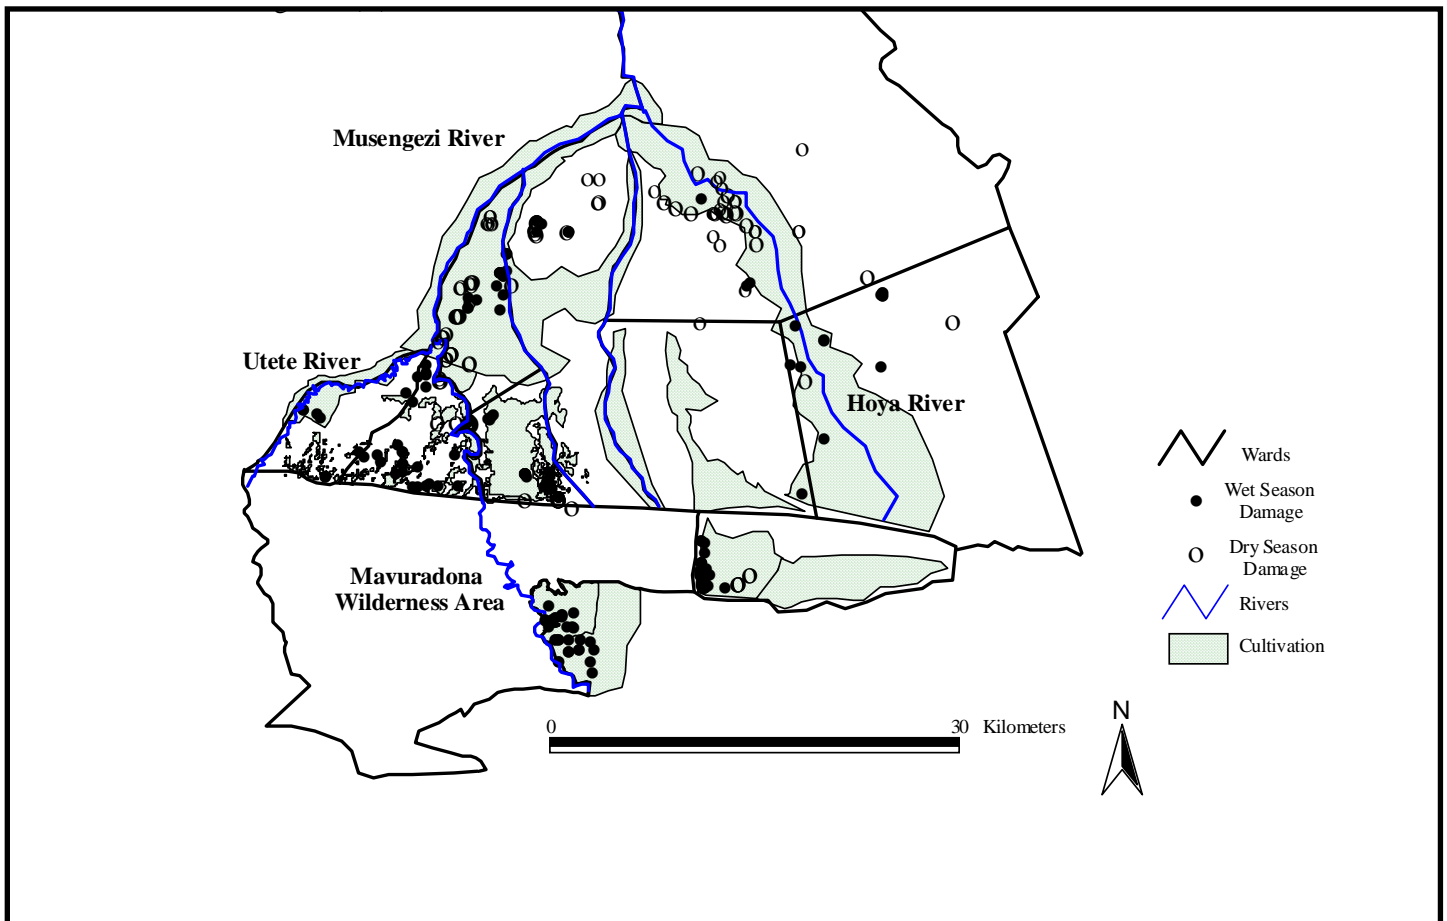 Musengezi River
Utete River
Hoya River
Mavuradona
Wilderness Area
Wards
Wet Season
Damage
Dry Season
Damage
Rivers
Cultivation
0
30 Kilometers
N